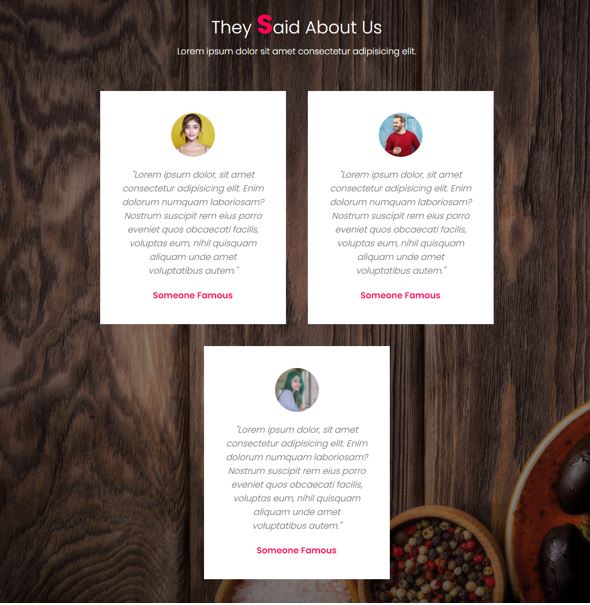 They Said About Us
Lorem ipsum dolor sit amet consectetur adipisicing elit.
"Lorem ipsum dolor, sit amet
consectetur adipisicing elit. Enim
dolorum numquam laboriosam?
Nostrum suscipit rem eius porro
eveniet quos obcaecati facilis,
voluptas eum, nihil quisquam
aliquam unde amet
voluptatibus autem."
Someone Famous
"Lorem ipsum dolor, sit amet
consectetur adipisicing elit. Enim
dolorum numquam laboriosam?
Nostrum suscipit rem eius porro
eveniet quos obcaecati facilis,
voluptas eum, nihil quisquam
aliquam unde amet
voluptatibus autem."
Someone Famous
"Lorem ipsum dolor, sit amet
consectetur adipisicing elit. Enim
dolorum numquam laboriosam?
Nostrum suscipit rem eius porro
eveniet quos obcaecati facilis,
voluptas eum, nihil quisquam
aliquam unde amet
voluptatibus autem."
Someone Famous